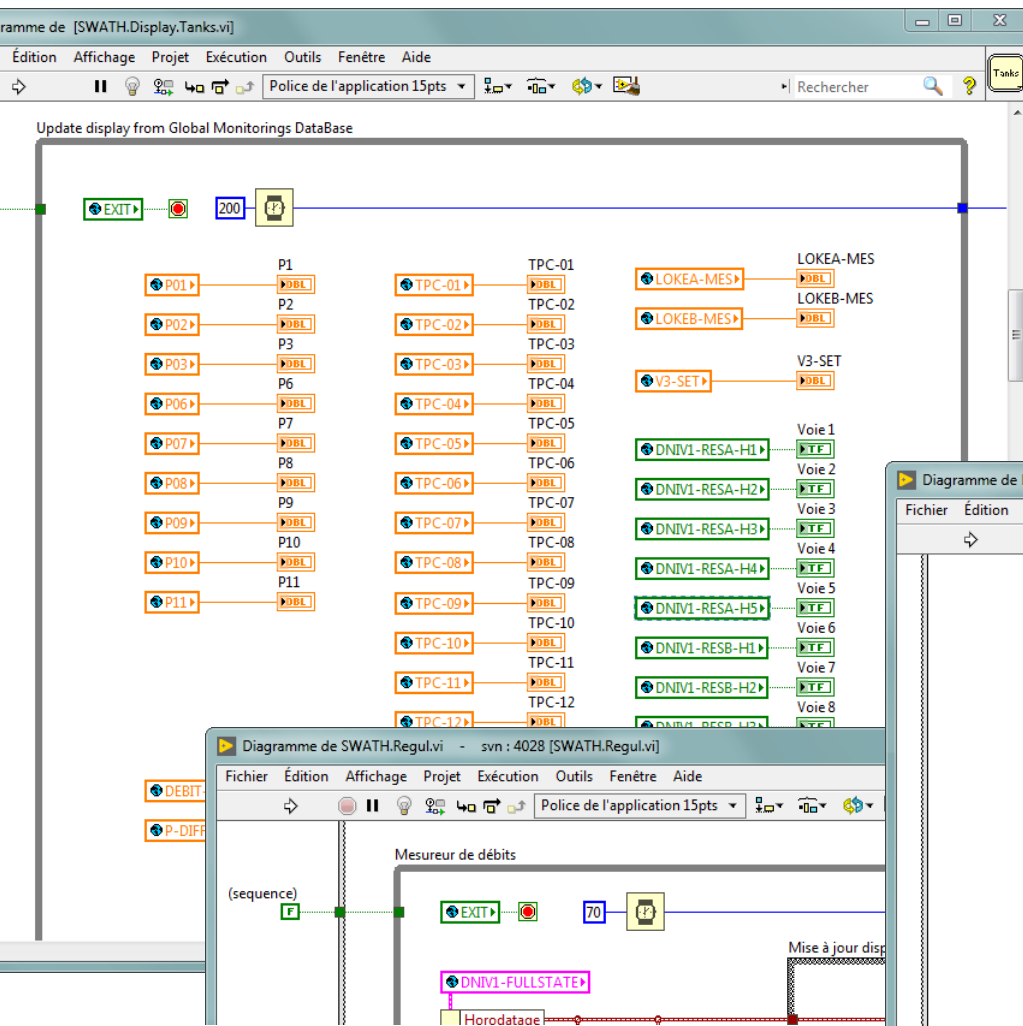 ramme de [SWATH.Display.Tanks.vi]
Édition Affichage Projet Exécution Outils Fenêtre Aide
Police de l'application 15pts Rechercher Tanks
Update display from Global Monitorings DataBase
EXIT 200
P1 TPC-01 LOKEA-MES
P01 DBL TPC-01 DBL LOKEA-MES DBL
P2 TPC-02 LOKEB-MES
P02 DBL TPC-02 DBL LOKEB-MES DBL
P3 TPC-03
P03 DBL TPC-03 DBL V3-SET
P6 TPC-04
P06 DBL TPC-04 DBL V3-SET DBL
P7 TPC-05 Voie 1
P07 DBL TPC-05 DBL DNIV1-RESA-H1 TF
P8 TPC-06 Voie 2
P08 DBL TPC-06 DBL DNIV1-RESA-H2 TF
P9 TPC-07 Voie 3
P09 DBL TPC-07 DBL DNIV1-RESA-H3 TF
P10 TPC-08 Voie 4
P10 DBL TPC-08 DBL DNIV1-RESA-H4 TF
P11 TPC-09 Voie 5
P11 DBL TPC-09 DBL DNIV1-RESA-H5 TF
TPC-10 Voie 6
TPC-10 DBL DNIV1-RESB-H1 TF
TPC-11 Voie 7
TPC-11 DBL DNIV1-RESB-H2 TF
TPC-12 Voie 8
TPC-12 DBL DNIV1-RESB-H3 TF
DEBIT-
P-DIFF
Diagramme de
Fichier Édition
Diagramme de SWATH.Regul.vi - svn : 4028 [SWATH.Regul.vi]
Fichier Édition Affichage Projet Exécution Outils Fenêtre Aide
Police de l'application 15pts
Mesureur de débits
(sequence)
F EXIT 70
Mise à jour disp
DNIV1-FULLSTATE
Horodatage